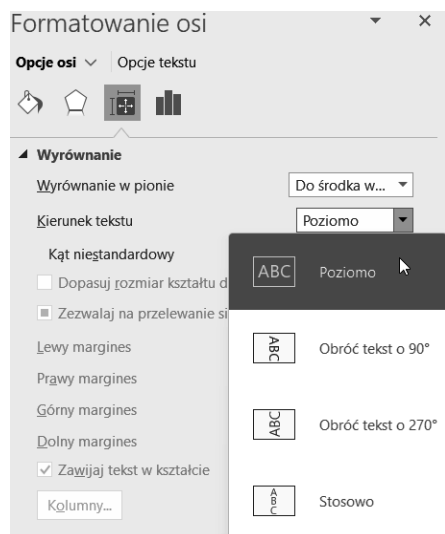 Formatowanie osi
Opcje osi Opcje tekstu
Wyrównanie
Wyrównanie w pionie Do środka w...
Kierunek tekstu Poziomo
Kąt niestandardowy
Dopasuj rozmiar kształtu d
Zezwalaj na przelewanie si
Lewy margines
Prawy margines
Górny margines
Dolny margines
Zawijaj tekst w kształcie
Kolumny...
ABC Poziomo
ABC Obróć tekst o 90°
ABC Obróć tekst o 270°
ABC Stosowo